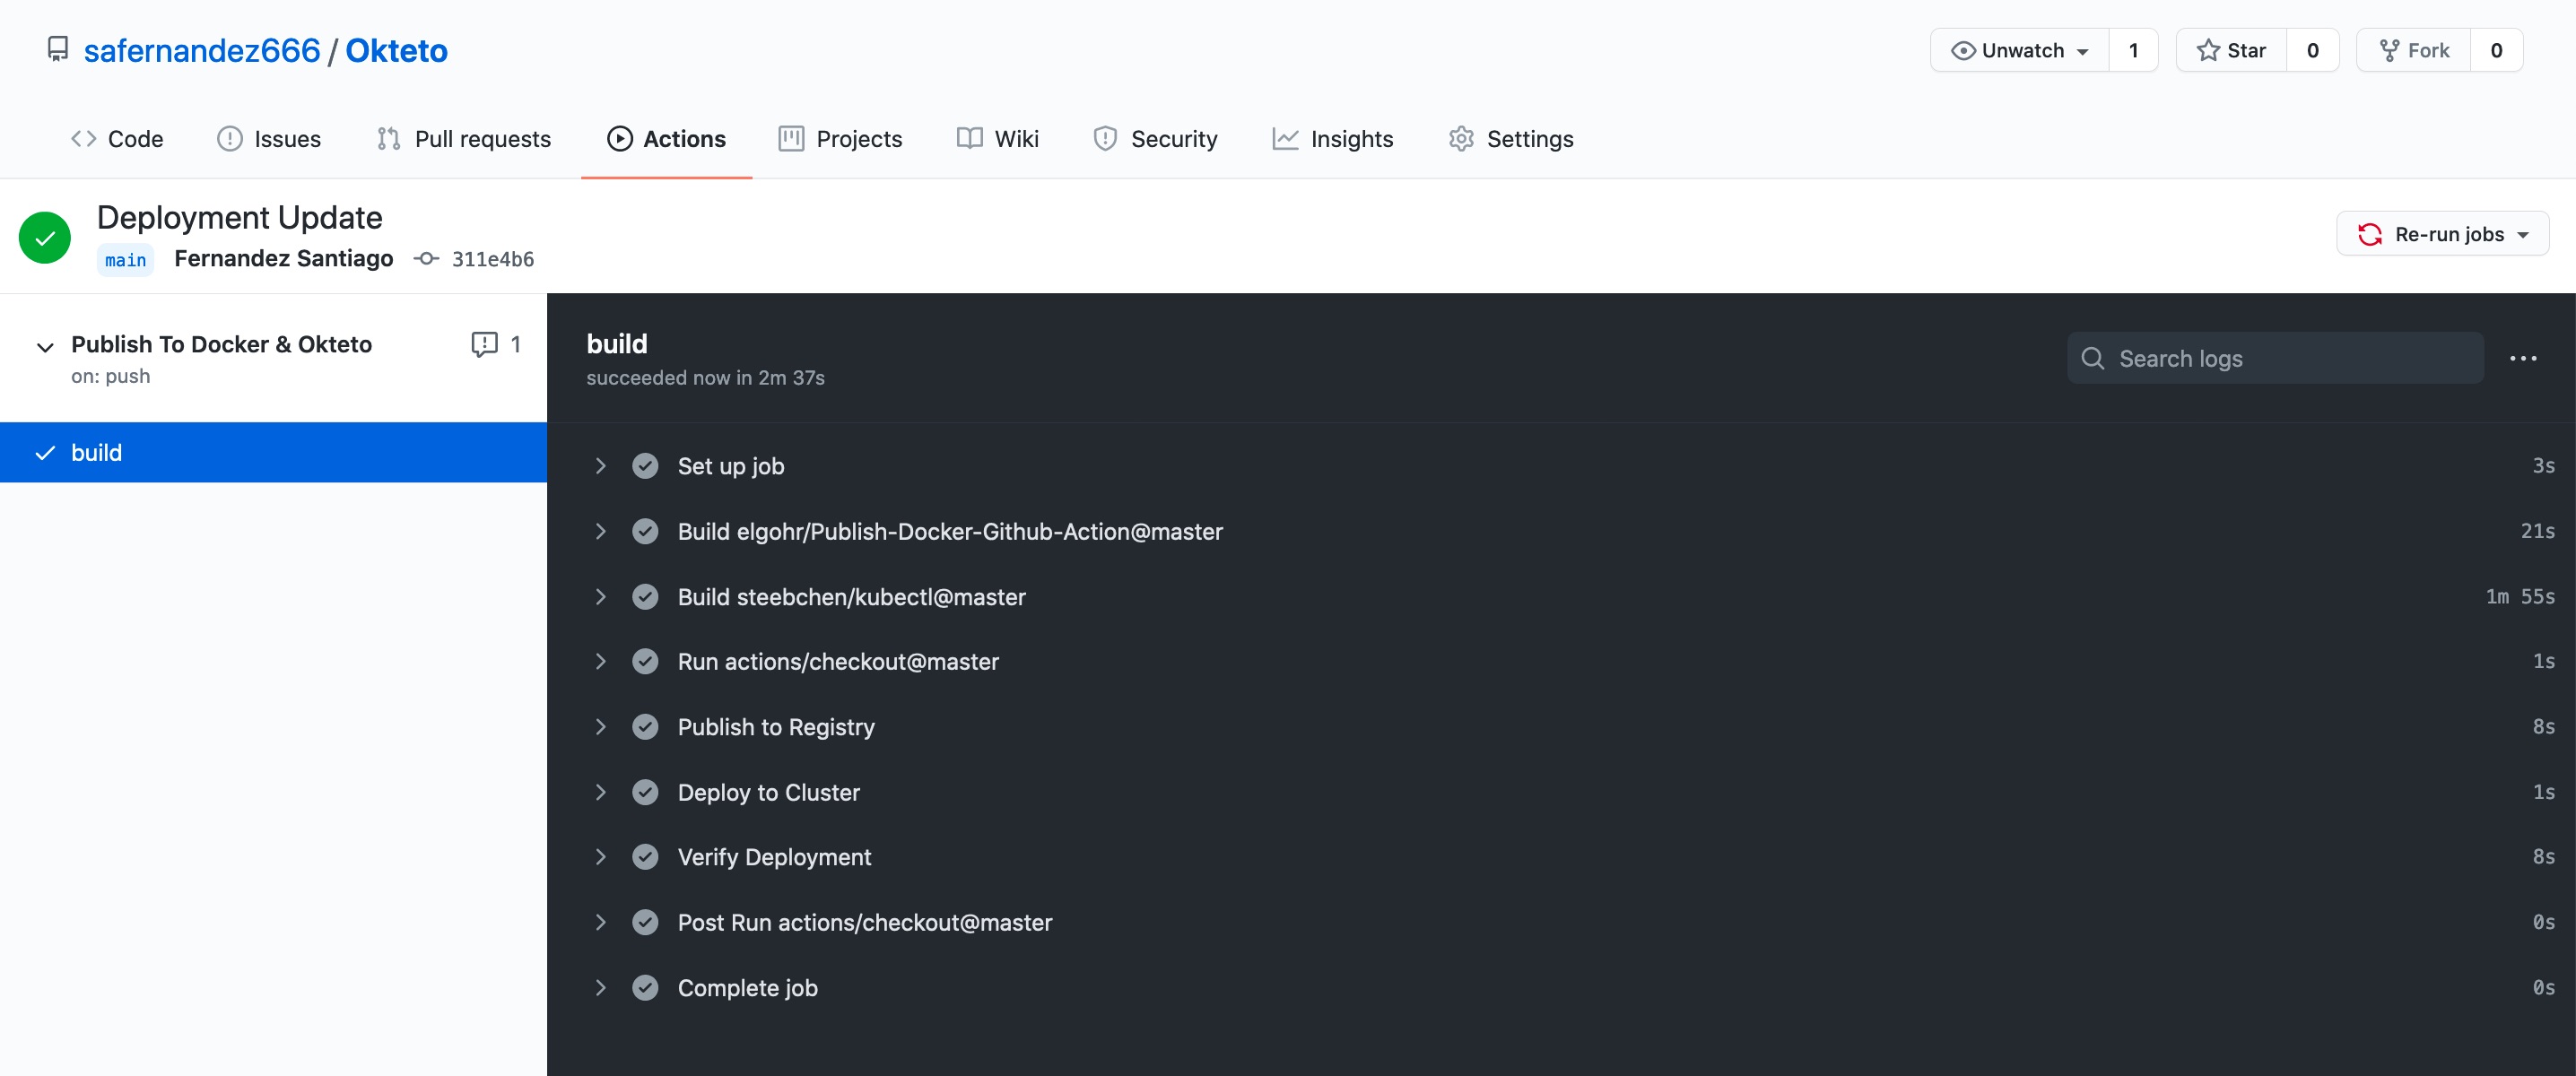 safernandez666 / Okteto
Unwatch 1 Star 0 Fork 0
Code Issues Pull requests Actions Projects Wiki Security Insights Settings
Deployment Update
main Fernandez Santiago 311e4b6
Re-run jobs
Publish To Docker & Okteto 1
on: push
build
build
succeeded now in 2m 37s
Search logs
Set up job 3s
Build elgohr/Publish-Docker-Github-Action@master 21s
Build steebchen/kubectl@master 1m 55s
Run actions/checkout@master 1s
Publish to Registry 8s
Deploy to Cluster 1s
Verify Deployment 8s
Post Run actions/checkout@master 0s
Complete job 0s